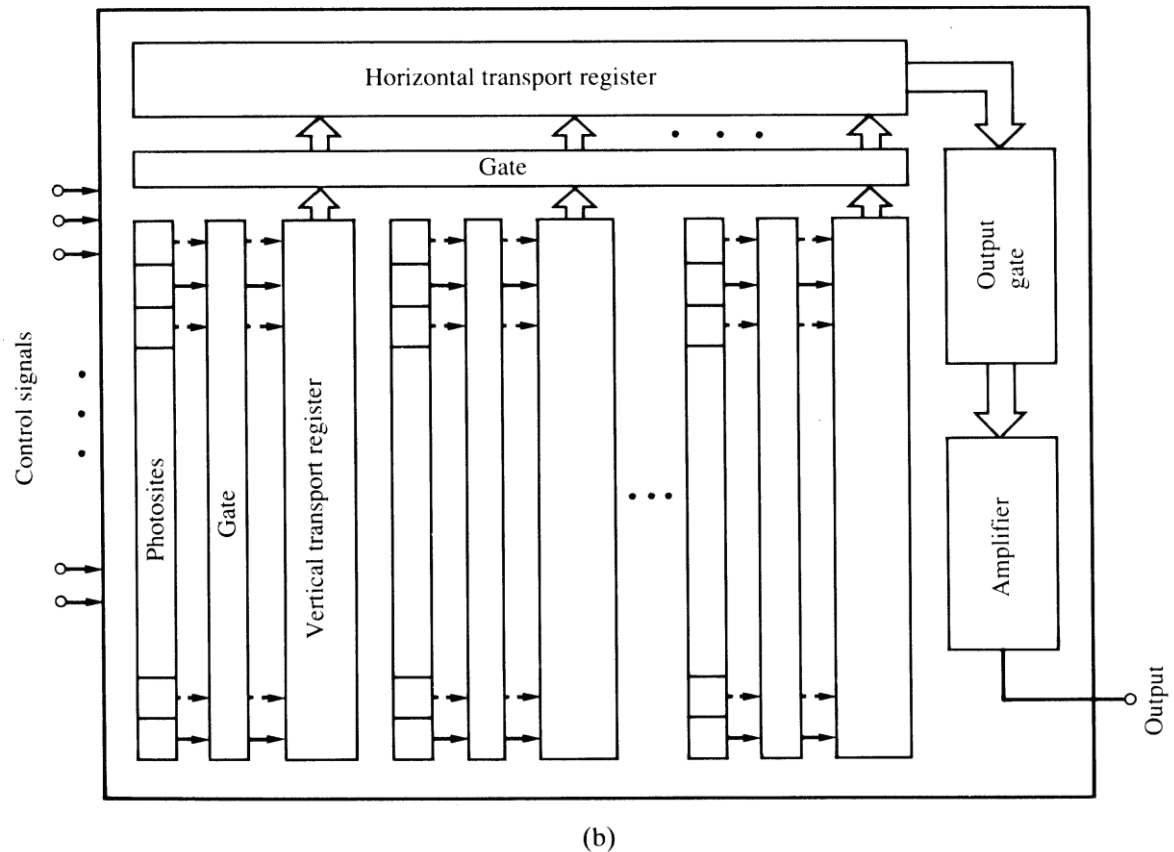 Horizontal transport register
Gate
Control signals
Photosites
Gate
Vertical transport register
Output
gate
Amplifier
Output
(b)